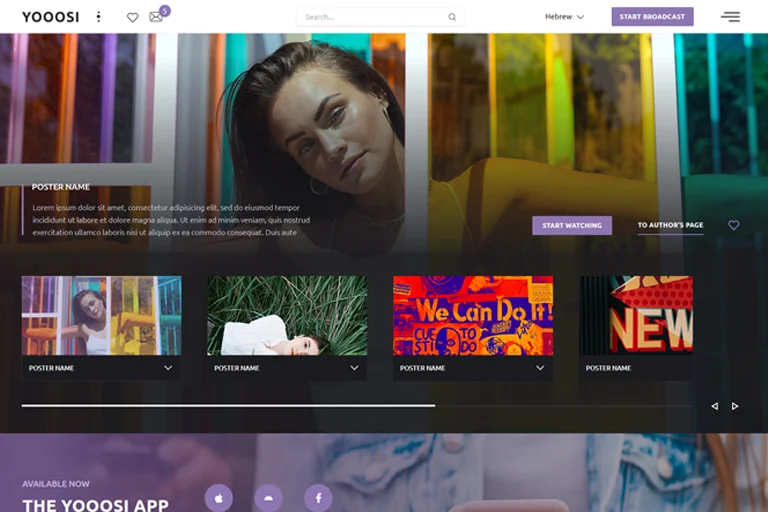 YOOOSI
5
Search...
Hebrew
START BROADCAST
POSTER NAME
Lorem ipsum dolor sit amet, consectetur adipisicing elit, sed do eiusmod tempor
incididunt ut labore et dolore magna aliqua. Ut enim ad minim veniam, quis nostrud
exercitation ullamco laboris nisi ut aliquip ex ea commodo consequat. Duis aute
START WATCHING
TO AUTHOR'S PAGE
We Can Do It!
CUE
TO
STL
DO
NEW
POSTER NAME
POSTER NAME
POSTER NAME
POSTER NAME
AVAILABLE NOW
THE YOOOSI APP